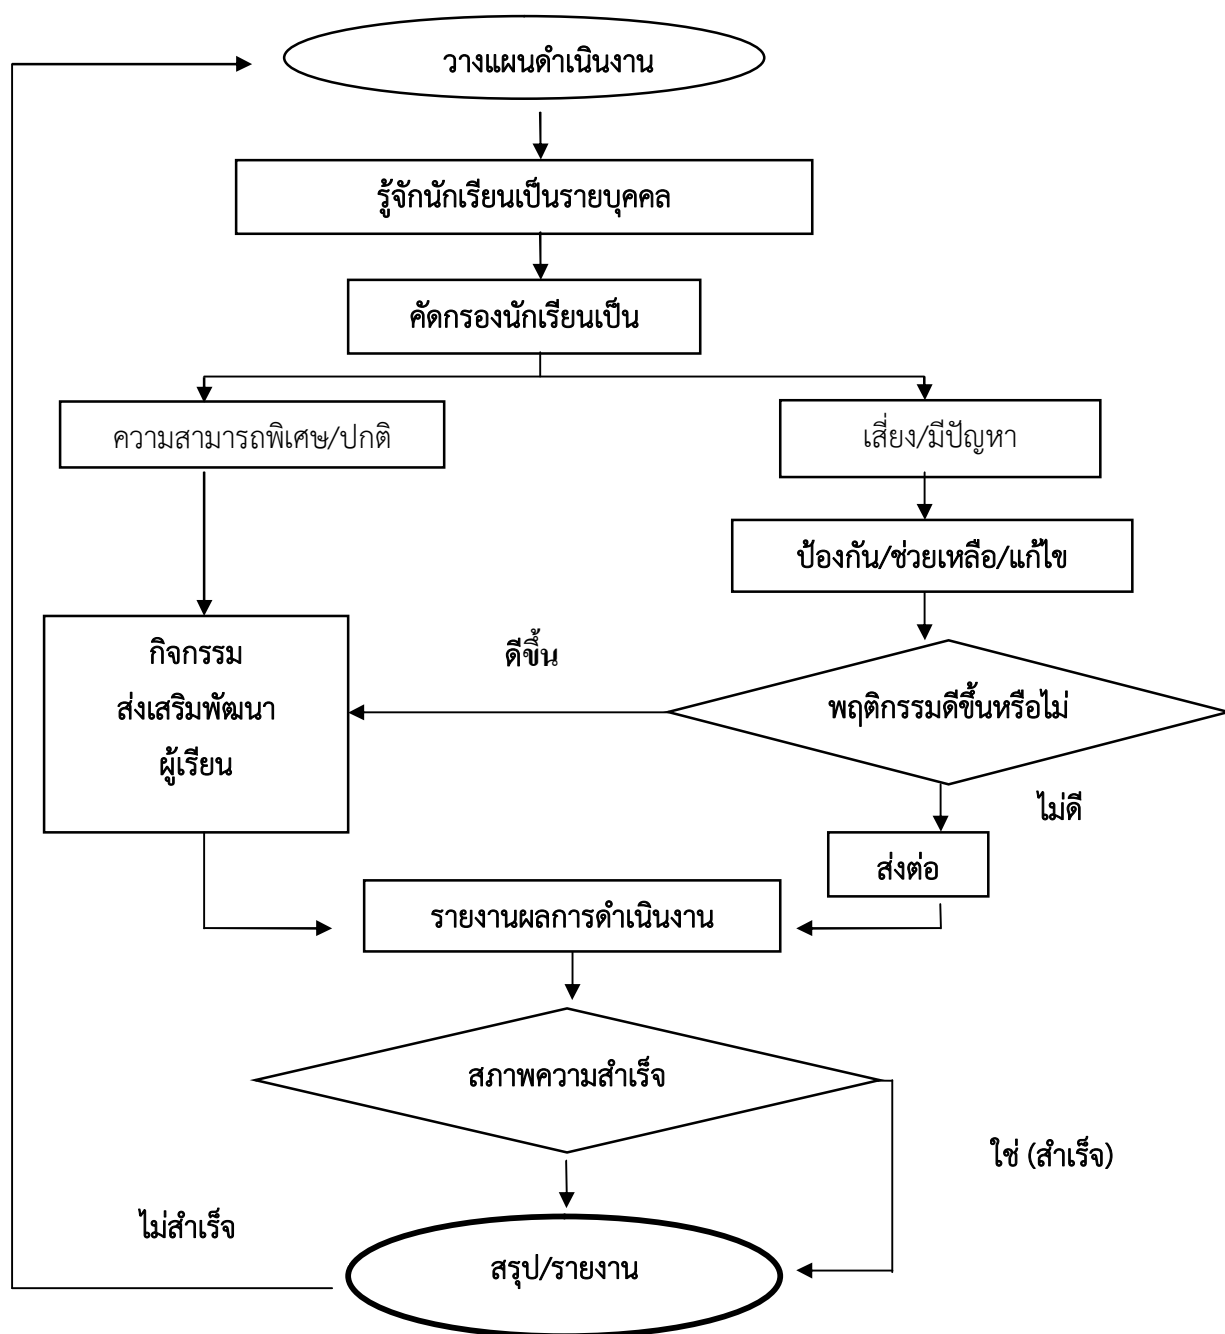 วางแผนดำเนินงาน
รู้จักนักเรียนเป็นรายบุคคล
คัดกรองนักเรียนเป็น
ความสามารถพิเศษ/ปกติ
เสี่ยง/มีปัญหา
ป้องกัน/ช่วยเหลือ/แก้ไข
กิจกรรม
ส่งเสริมพัฒนา
ผู้เรียน
ดีขึ้น
พฤติกรรมดีขึ้นหรือไม่
ไม่ดี
ส่งต่อ
รายงานผลการดำเนินงาน
สภาพความสำเร็จ
ใช่ (สำเร็จ)
ไม่สำเร็จ
สรุป/รายงาน